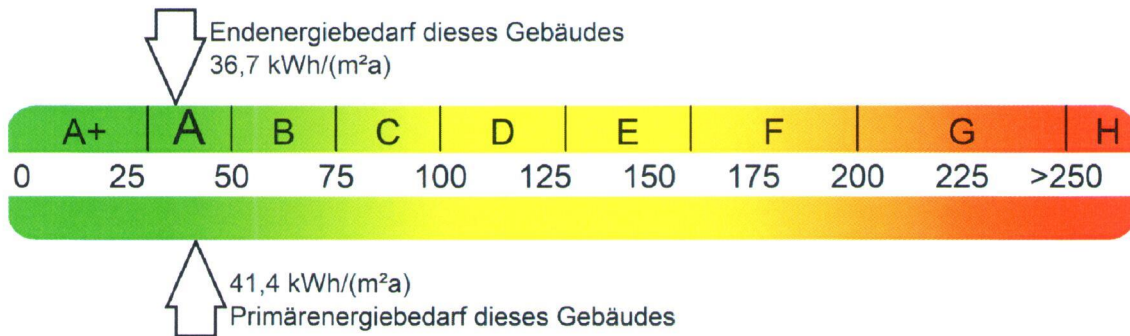 Endenergiebedarf dieses Gebäudes
36,7 kWh/(m²a)
A+ A B C D E F G H
0 25 50 75 100 125 150 175 200 225 >250
41,4 kWh/(m²a)
Primärenergiebedarf dieses Gebäudes